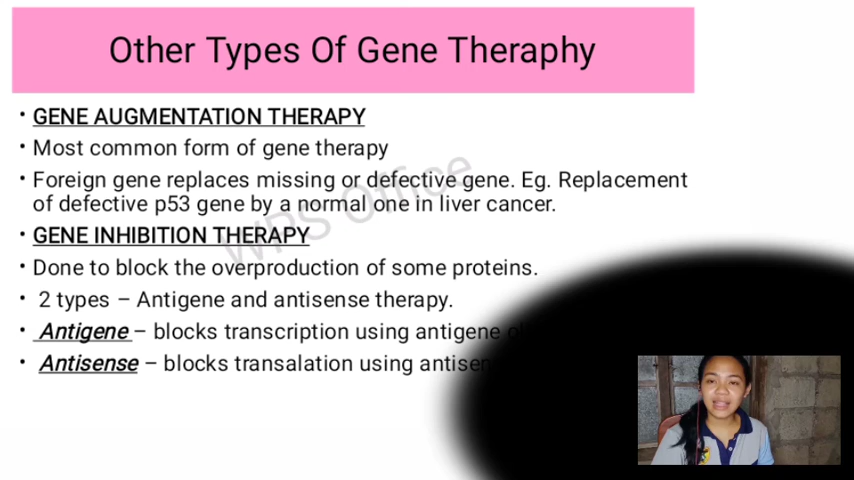 Other Types Of Gene Theraphy
• GENE AUGMENTATION THERAPY
• Most common form of gene therapy
• Foreign gene replaces missing or defective gene. Eg. Replacement
of defective p53 gene by a normal one in liver cancer.
• GENE INHIBITION THERAPY
• Done to block the overproduction of some proteins.
• 2 types – Antigene and antisense therapy.
• Antigene – blocks transcription using antigene
• Antisense – blocks transalation using
WPS Office